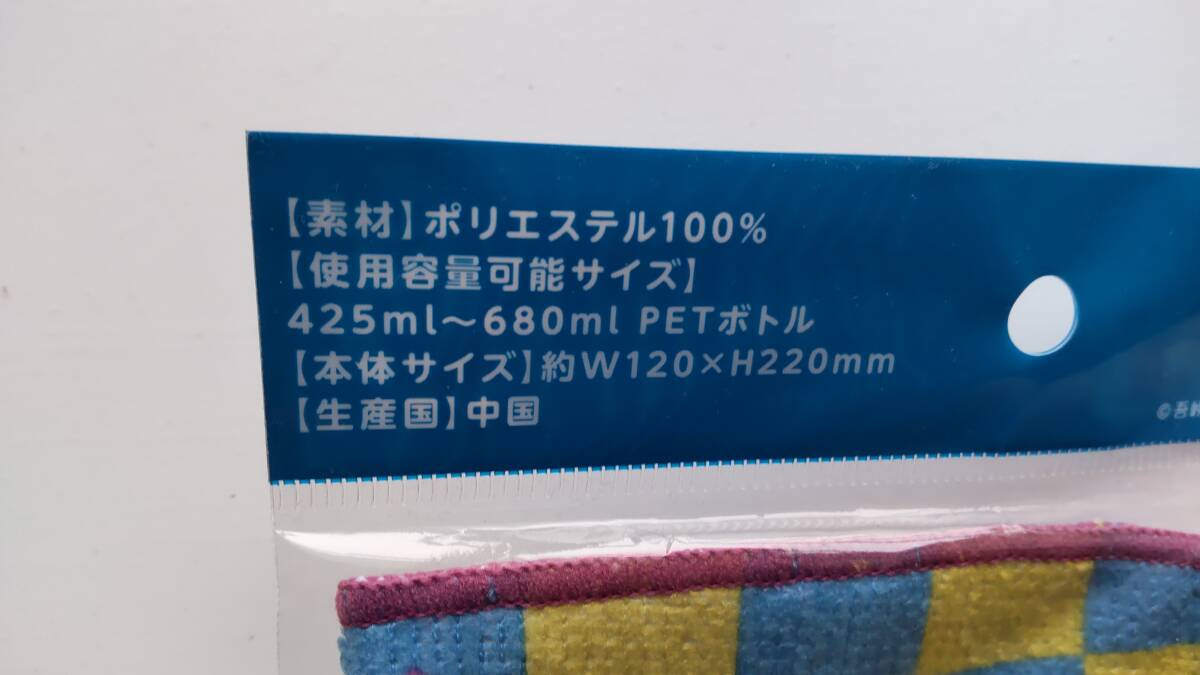 【素材】ポリエステル100%
【使用容量可能サイズ】
425ml～680ml PETボトル
【本体サイズ】約W120×H220mm
【生産国】中国
©吾峠